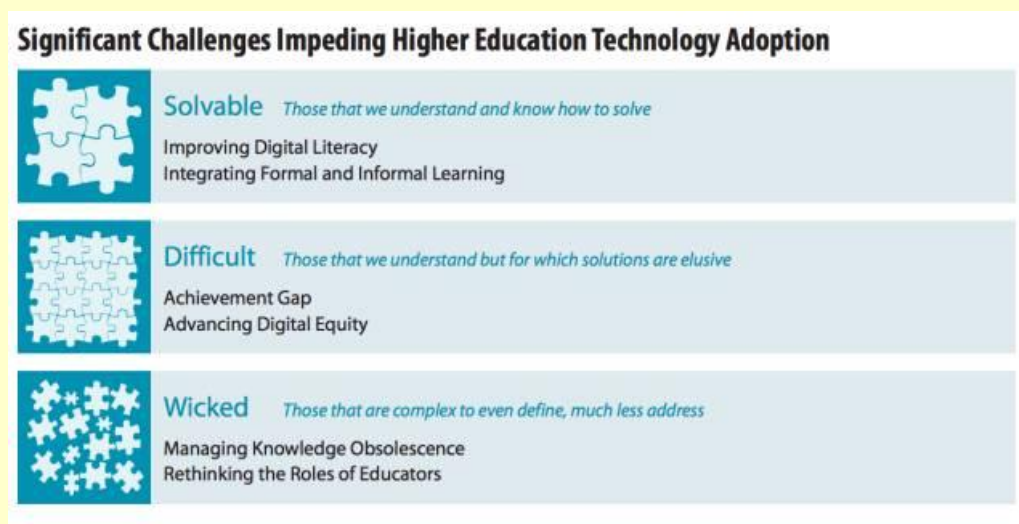 Significant Challenges Impeding Higher Education Technology Adoption
Solvable Those that we understand and know how to solve
Improving Digital Literacy
Integrating Formal and Informal Learning
Difficult Those that we understand but for which solutions are elusive
Achievement Gap
Advancing Digital Equity
Wicked Those that are complex to even define, much less address
Managing Knowledge Obsolescence
Rethinking the Roles of Educators